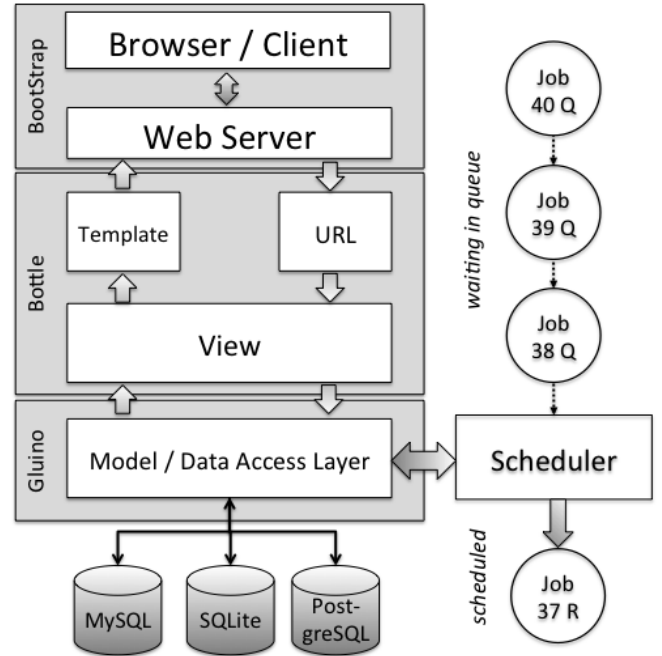 BootStrap
Browser / Client
Web Server
Bottle
Template
URL
View
Gluino
Model / Data Access Layer
MySQL
SQLite
Post-
greSQL
waiting in queue
Job
40 Q
Job
39 Q
Job
38 Q
Scheduler
scheduled
Job
37 R